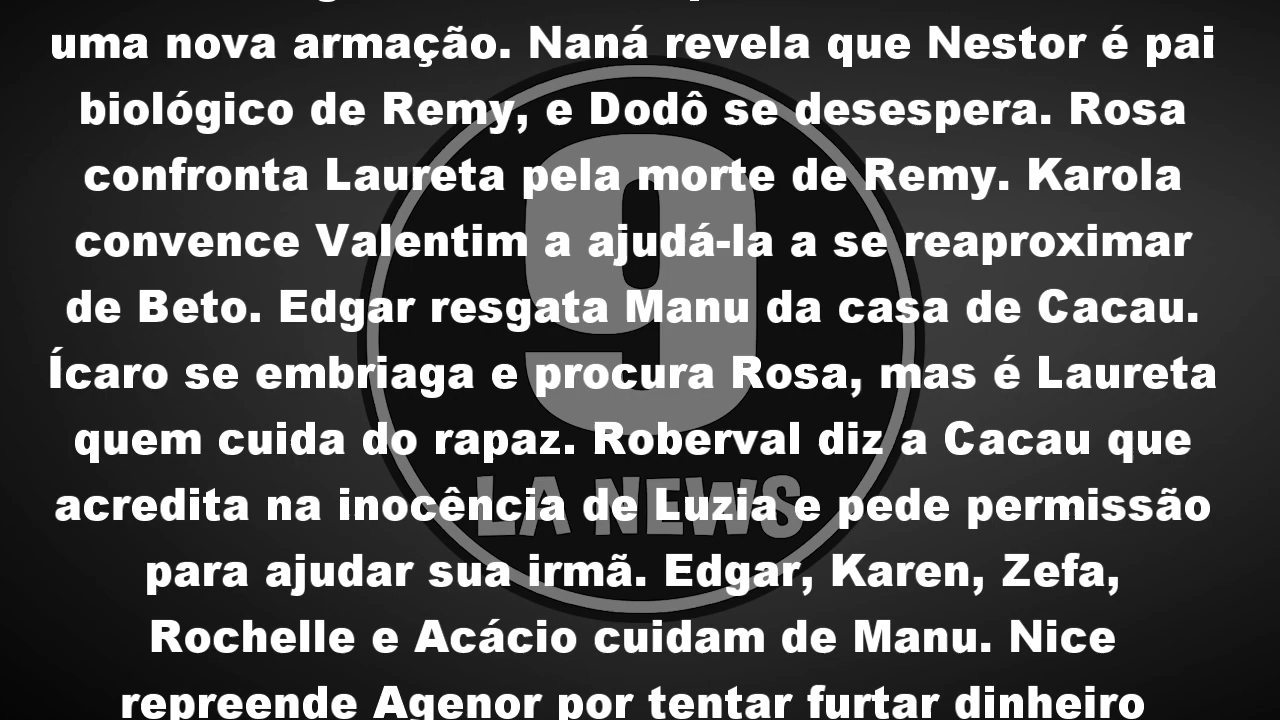 uma nova armação. Naná revela que Nestor é pai
biológico de Remy, e Dodô se desespera. Rosa
confronta Laureta pela morte de Remy. Karola
convence Valentim a ajudá-la a se reaproximar
de Beto. Edgar resgata Manu da casa de Cacau.
Ícaro se embriaga e procura Rosa, mas é Laureta
quem cuida do rapaz. Roberval diz a Cacau que
acredita na inocência de Luzia e pede permissão
para ajudar sua irmã. Edgar, Karen, Zefa,
Rochelle e Acácio cuidam de Manu. Nice
repreende Agenor por tentar furtar dinheiro
9
LA NEWS